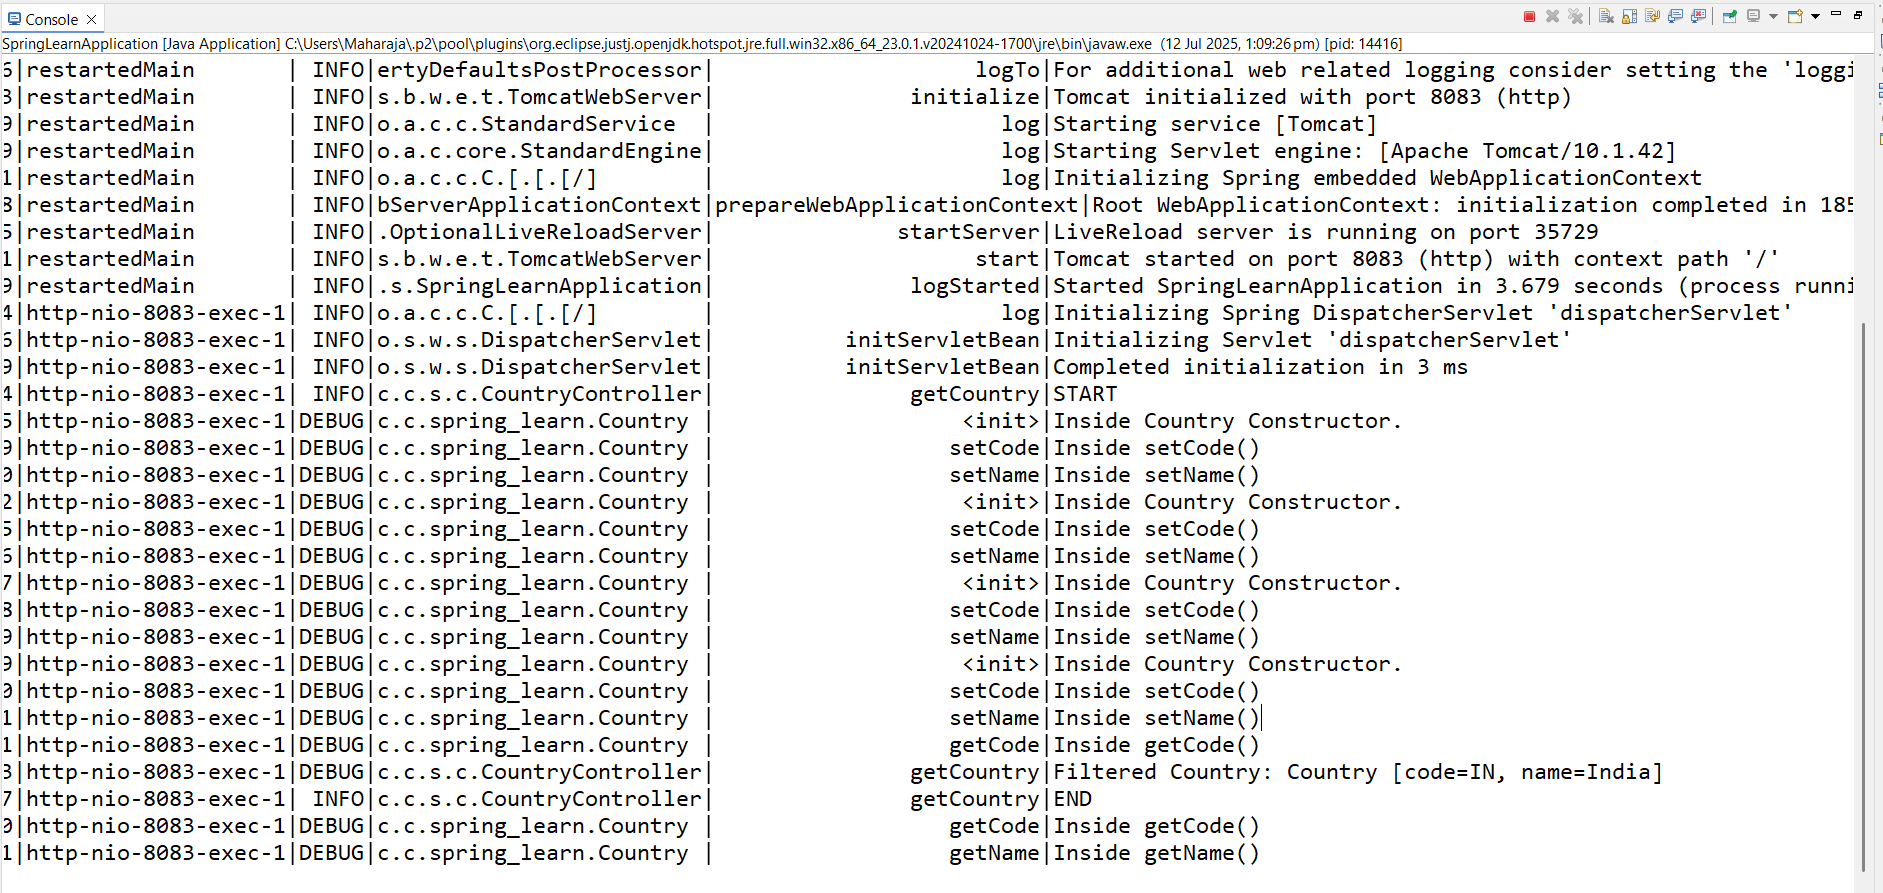 Console
SpringLearnApplication [Java Application] C:\Users\Maharaja\.p2\pool\plugins\org.eclipse.justj.openjdk.hotspot.jre.full.win32.x86_64_23.0.1.v20241024-1700\jre\bin\javaw.exe (12 Jul 2025, 1:09:26 pm) [pid: 14416]
6|restartedMain | INFO|ertyDefaultsPostProcessor| logTo|For additional web related logging consider setting the 'loggi
3|restartedMain | INFO|s.b.w.e.t.TomcatWebServer| initialize|Tomcat initialized with port 8083 (http)
9|restartedMain | INFO|o.a.c.c.StandardService | log|Starting service [Tomcat]
9|restartedMain | INFO|o.a.c.core.StandardEngine| log|Starting Servlet engine: [Apache Tomcat/10.1.42]
1|restartedMain | INFO|o.a.c.c.C.[.[.[/] | log|Initializing Spring embedded WebApplicationContext
8|restartedMain | INFO|bServerApplicationContext|prepareWebApplicationContext|Root WebApplicationContext: initialization completed in 185
5|restartedMain | INFO|.OptionalLiveReloadServer| startServer|LiveReload server is running on port 35729
1|restartedMain | INFO|s.b.w.e.t.TomcatWebServer| start|Tomcat started on port 8083 (http) with context path '/'
9|restartedMain | INFO|.s.SpringLearnApplication| logStarted|Started SpringLearnApplication in 3.679 seconds (process runni
4|http-nio-8083-exec-1| INFO|o.a.c.c.C.[.[.[/] | log|Initializing Spring DispatcherServlet 'dispatcherServlet'
6|http-nio-8083-exec-1| INFO|o.s.w.s.DispatcherServlet| initServletBean|Initializing Servlet 'dispatcherServlet'
9|http-nio-8083-exec-1| INFO|o.s.w.s.DispatcherServlet| initServletBean|Completed initialization in 3 ms
4|http-nio-8083-exec-1| INFO|c.c.s.c.CountryController| getCountry|START
5|http-nio-8083-exec-1|DEBUG|c.c.spring_learn.Country | <init>|Inside Country Constructor.
9|http-nio-8083-exec-1|DEBUG|c.c.spring_learn.Country | setCode|Inside setCode()
0|http-nio-8083-exec-1|DEBUG|c.c.spring_learn.Country | setName|Inside setName()
2|http-nio-8083-exec-1|DEBUG|c.c.spring_learn.Country | <init>|Inside Country Constructor.
5|http-nio-8083-exec-1|DEBUG|c.c.spring_learn.Country | setCode|Inside setCode()
6|http-nio-8083-exec-1|DEBUG|c.c.spring_learn.Country | setName|Inside setName()
7|http-nio-8083-exec-1|DEBUG|c.c.spring_learn.Country | <init>|Inside Country Constructor.
8|http-nio-8083-exec-1|DEBUG|c.c.spring_learn.Country | setCode|Inside setCode()
9|http-nio-8083-exec-1|DEBUG|c.c.spring_learn.Country | setName|Inside setName()
9|http-nio-8083-exec-1|DEBUG|c.c.spring_learn.Country | <init>|Inside Country Constructor.
0|http-nio-8083-exec-1|DEBUG|c.c.spring_learn.Country | setCode|Inside setCode()
1|http-nio-8083-exec-1|DEBUG|c.c.spring_learn.Country | setName|Inside setName()
1|http-nio-8083-exec-1|DEBUG|c.c.spring_learn.Country | getCode|Inside getCode()
3|http-nio-8083-exec-1|DEBUG|c.c.s.c.CountryController| getCountry|Filtered Country: Country [code=IN, name=India]
7|http-nio-8083-exec-1| INFO|c.c.s.c.CountryController| getCountry|END
0|http-nio-8083-exec-1|DEBUG|c.c.spring_learn.Country | getCode|Inside getCode()
1|http-nio-8083-exec-1|DEBUG|c.c.spring_learn.Country | getName|Inside getName()